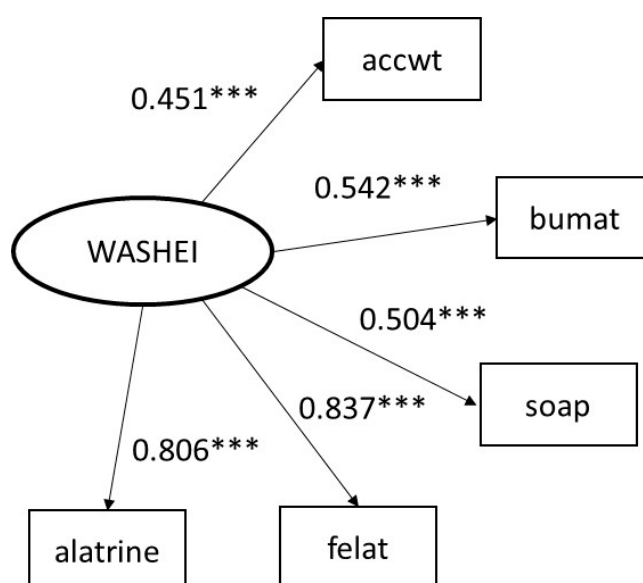 accwt
0.451***
0.542***
bumat
WASHEI
0.504***
soap
0.837***
0.806***
felat
alatrine